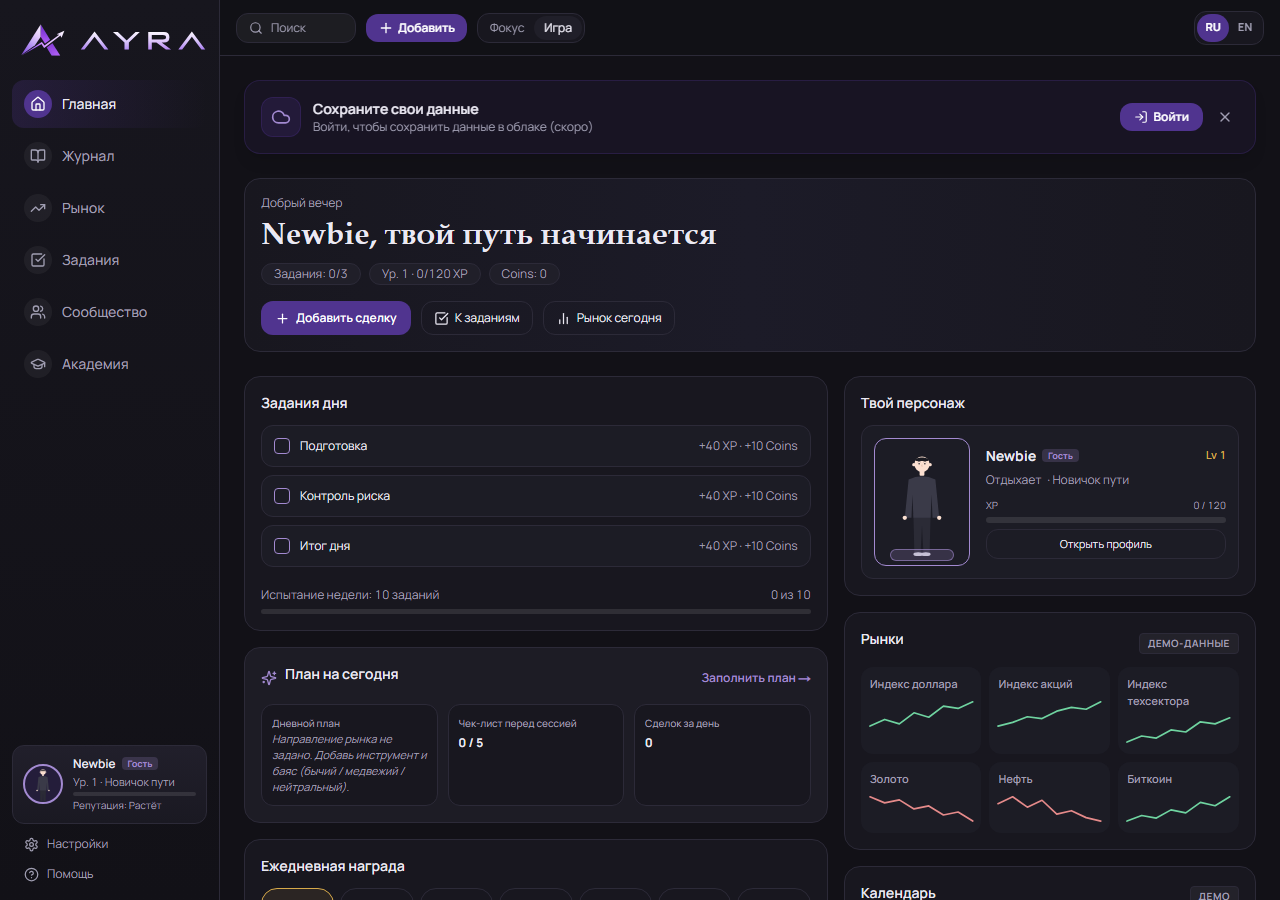 AYRA
Поиск
Добавить
Фокус
Игра
RU
EN
Главная
Журнал
Рынок
Задания
Сообщество
Академия
Сохраните свои данные
Войти, чтобы сохранить данные в облаке (скоро)
Войти
Добрый вечер
Newbie, твой путь начинается
Задания: 0/3
Ур. 1 · 0/120 XP
Coins: 0
Добавить сделку
К заданиям
Рынок сегодня
Задания дня
Подготовка
+40 XP · +10 Coins
Контроль риска
+40 XP · +10 Coins
Итог дня
+40 XP · +10 Coins
Испытание недели: 10 заданий
0 из 10
План на сегодня
Заполнить план →
Дневной план
Направление рынка не
задано. Добавь инструмент и
баяс (бычий / медвежий /
нейтральный).
Чек-лист перед сессией
0 / 5
Сделок за день
0
Ежедневная награда
Твой персонаж
Newbie
Гость
Lv 1
Отдыхает · Новичок пути
XP
0 / 120
Открыть профиль
Рынки
ДЕМО-ДАННЫЕ
Индекс доллара
Индекс акций
Индекс
техсектора
Золото
Нефть
Биткоин
Календарь
ДЕМО
Newbie
Гость
Ур. 1 · Новичок пути
Репутация: Растёт
Настройки
Помощь